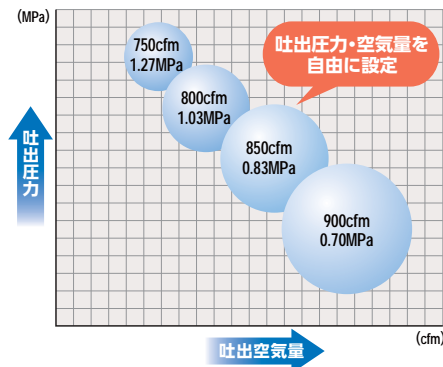 (MPa)
750cfm
1.27MPa
吐出圧力・空気量を
自由に設定
800cfm
1.03MPa
850cfm
0.83MPa
吐出圧力
900cfm
0.70MPa
(cfm)
吐出空気量